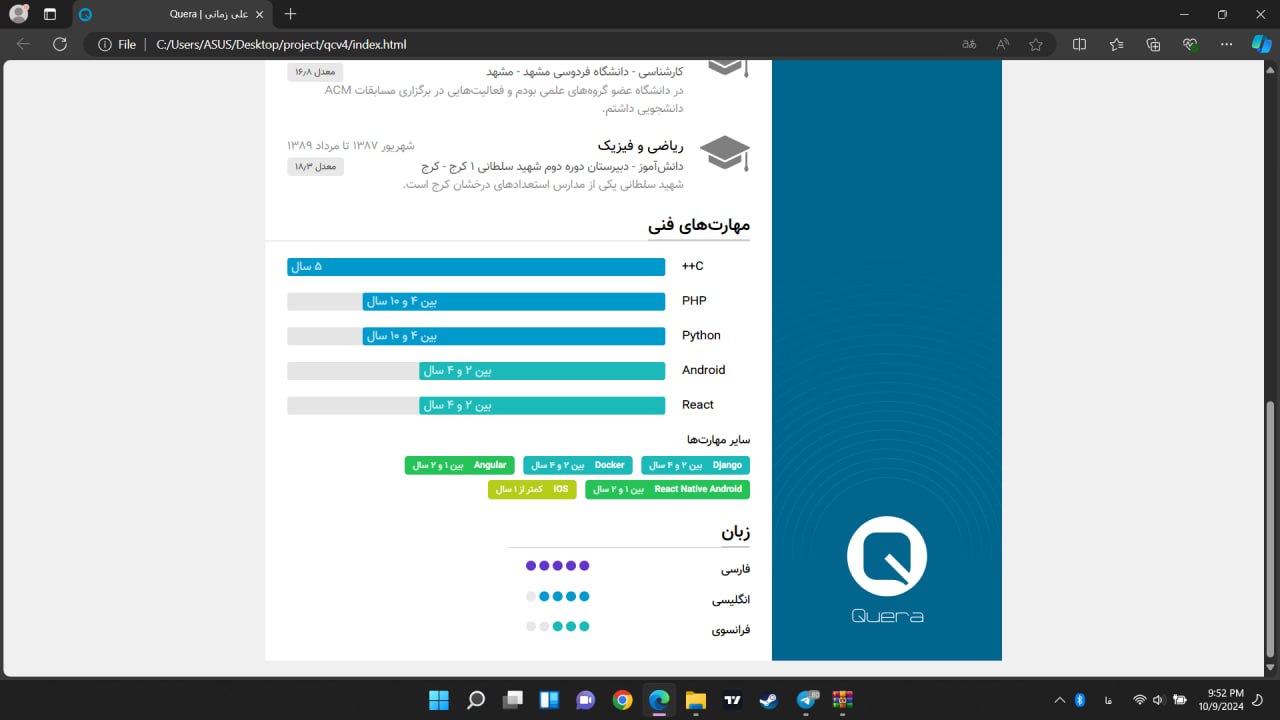 علی زمانی | Quera
File
C:/Users/ASUS/Desktop/project/qcv4/index.html
کارشناسی - دانشگاه فردوسی مشهد - مشهد
معدل ۱۶٫۸
در دانشگاه عضو گروه‌های علمی بودم و فعالیت‌هایی در برگزاری مسابقات ACM
دانشجویی داشتم.
ریاضی و فیزیک
شهریور ۱۳۸۷ تا مرداد ۱۳۸۹
دانش‌آموز - دبیرستان دوره دوم شهید سلطانی ۱ کرج - کرج
معدل ۱۸٫۳
شهید سلطانی یکی از مدارس استعدادهای درخشان کرج است.
مهارت‌های فنی
++C
۵ سال
PHP
بین ۴ و ۱۰ سال
Python
بین ۴ و ۱۰ سال
Android
بین ۲ و ۴ سال
React
بین ۲ و ۴ سال
سایر مهارت‌ها
Django بین ۲ و ۴ سال
Docker بین ۲ و ۴ سال
Angular بین ۱ و ۲ سال
React Native Android بین ۱ و ۲ سال
IOS کمتر از ۱ سال
زبان
فارسی
انگلیسی
فرانسوی
Quera
80
فا
9:52 PM
10/9/2024